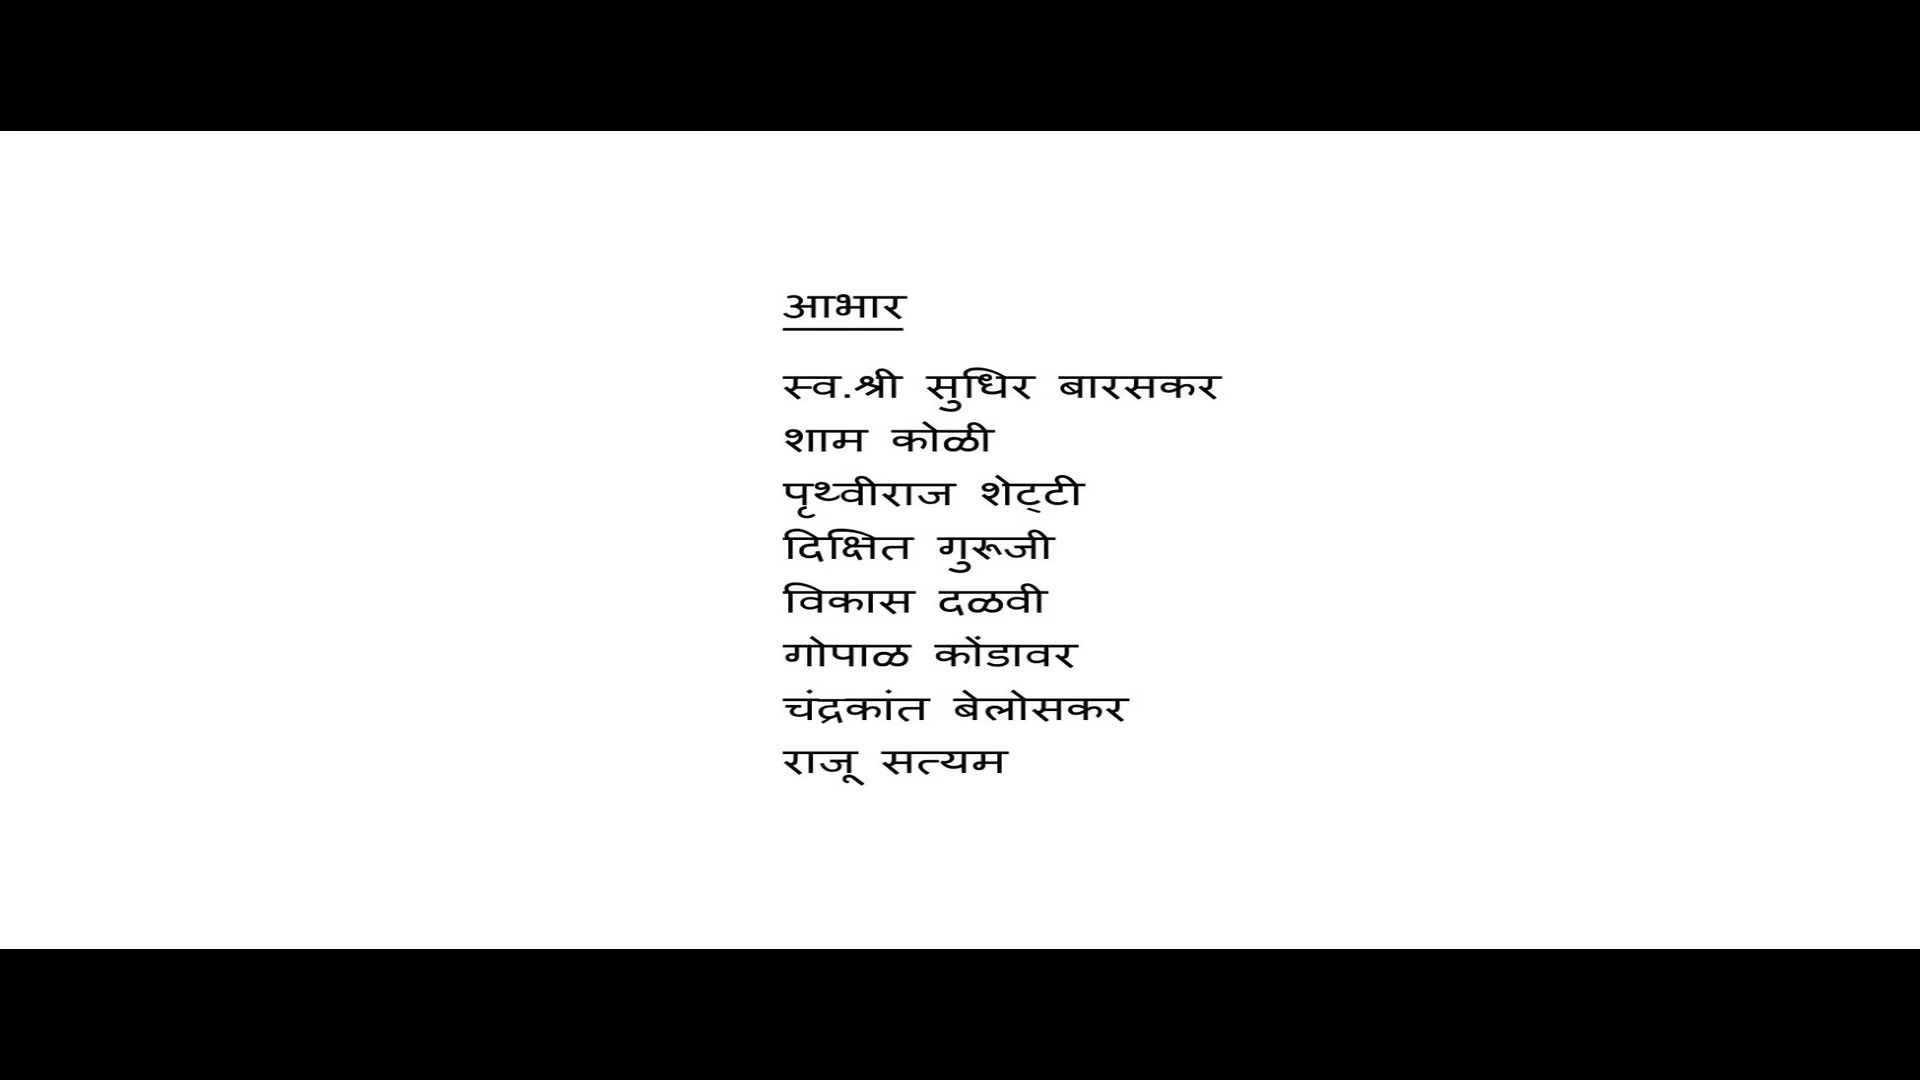 आभार
स्व.श्री सुधिर बारसकर
शाम कोळी
पृथ्वीराज शेट्टी
दिक्षित गुरूजी
विकास दळवी
गोपाळ कोंडावर
चंद्रकांत बेलोसकर
राजू सत्यम